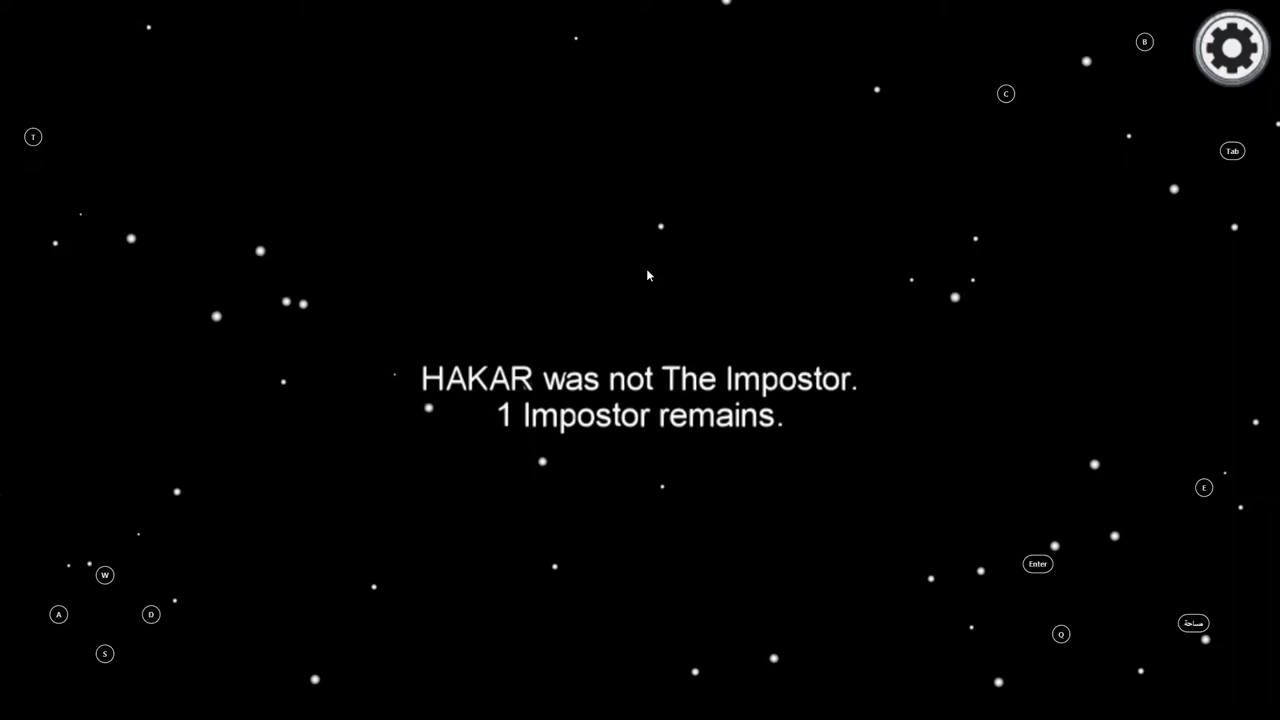 B
C
T
Tab
HAKAR was not The Impostor.
1 Impostor remains.
E
Enter
W
A
D
مساحة
Q
S